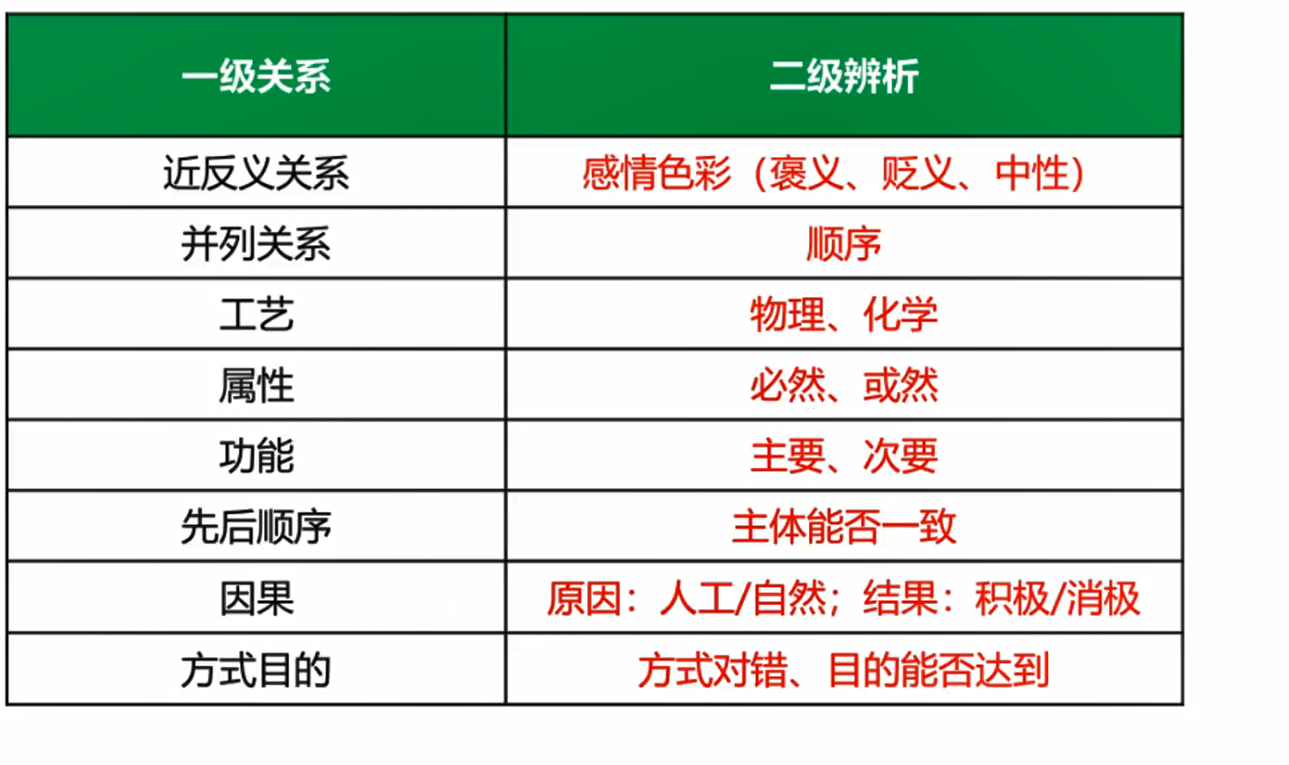 一级关系 二级辨析
近反义关系 感情色彩（褒义、贬义、中性）
并列关系 顺序
工艺 物理、化学
属性 必然、或然
功能 主要、次要
先后顺序 主体能否一致
因果 原因：人工/自然；结果：积极/消极
方式目的 方式对错、目的能否达到